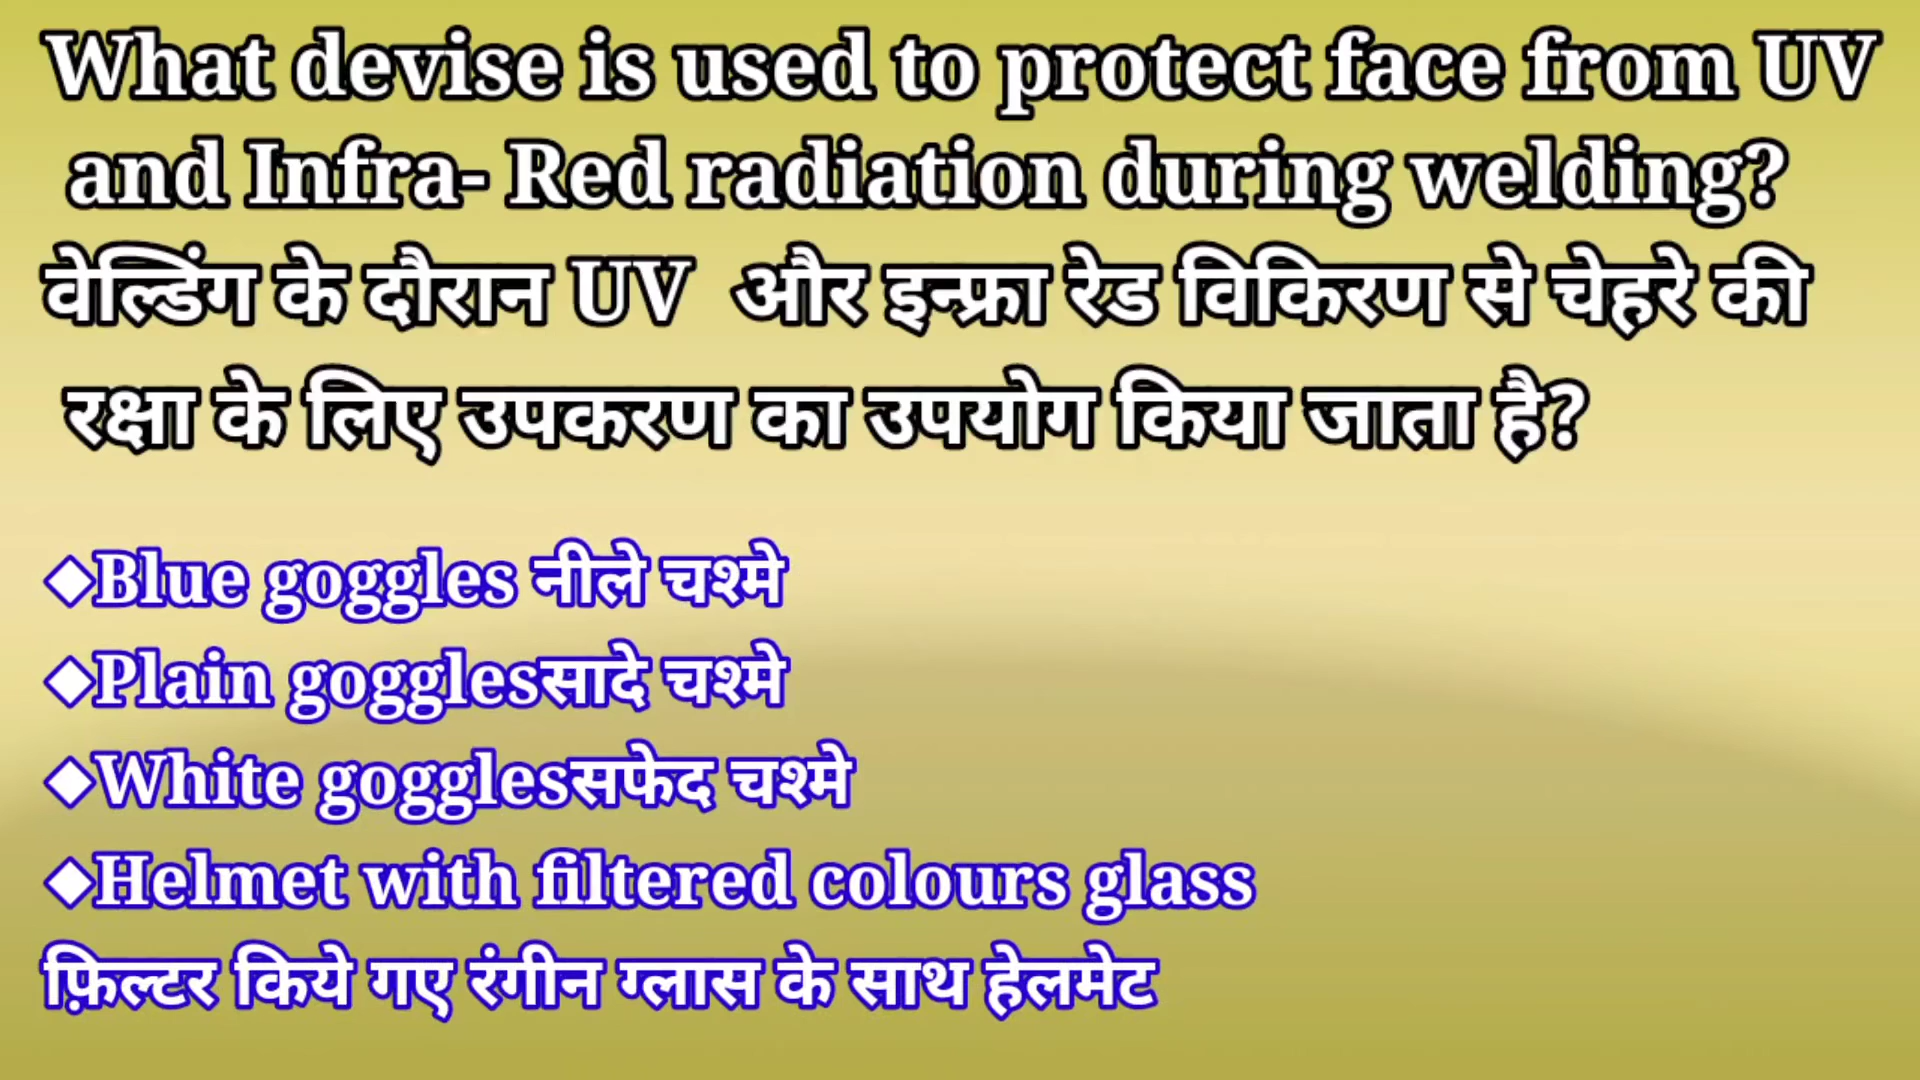 What devise is used to protect face from UV
and Infra- Red radiation during welding?
वेल्डिंग के दौरान UV और इन्फ्रा रेड विकिरण से चेहरे की
रक्षा के लिए उपकरण का उपयोग किया जाता है?
◆Blue goggles नीले चश्मे
◆Plain gogglesसादे चश्मे
◆White gogglesसफेद चश्मे
◆Helmet with filtered colours glass
फ़िल्टर किये गए रंगीन ग्लास के साथ हेलमेट